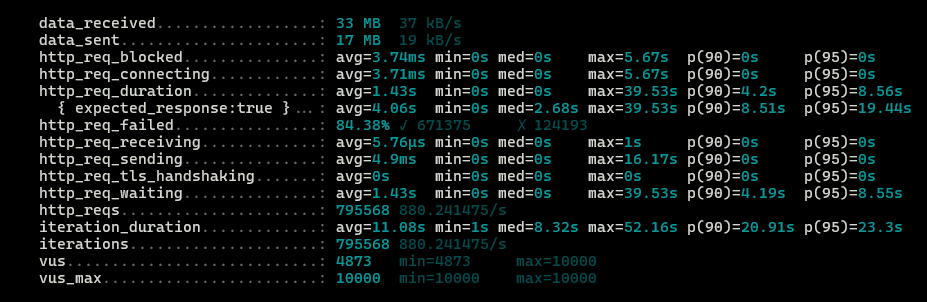 data_received..................: 33 MB  37 kB/s
data_sent......................: 17 MB  19 kB/s
http_req_blocked...............: avg=3.74ms min=0s med=0s    max=5.67s  p(90)=0s     p(95)=0s
http_req_connecting............: avg=3.71ms min=0s med=0s    max=5.67s  p(90)=0s     p(95)=0s
http_req_duration..............: avg=1.43s  min=0s med=0s    max=39.53s p(90)=4.2s   p(95)=8.56s
  { expected_response:true }...: avg=4.06s  min=0s med=2.68s max=39.53s p(90)=8.51s  p(95)=19.44s
http_req_failed................: 84.38% ✓ 671375     ✗ 124193
http_req_receiving.............: avg=5.76µs min=0s med=0s    max=1s     p(90)=0s     p(95)=0s
http_req_sending...............: avg=4.9ms  min=0s med=0s    max=16.17s p(90)=0s     p(95)=0s
http_req_tls_handshaking.......: avg=0s     min=0s med=0s    max=0s     p(90)=0s     p(95)=0s
http_req_waiting...............: avg=1.43s  min=0s med=0s    max=39.53s p(90)=4.19s  p(95)=8.55s
http_reqs......................: 795568 880.241475/s
iteration_duration.............: avg=11.08s min=1s med=8.32s max=52.16s p(90)=20.91s p(95)=23.3s
iterations.....................: 795568 880.241475/s
vus............................: 4873   min=4873     max=10000
vus_max........................: 10000  min=10000    max=10000